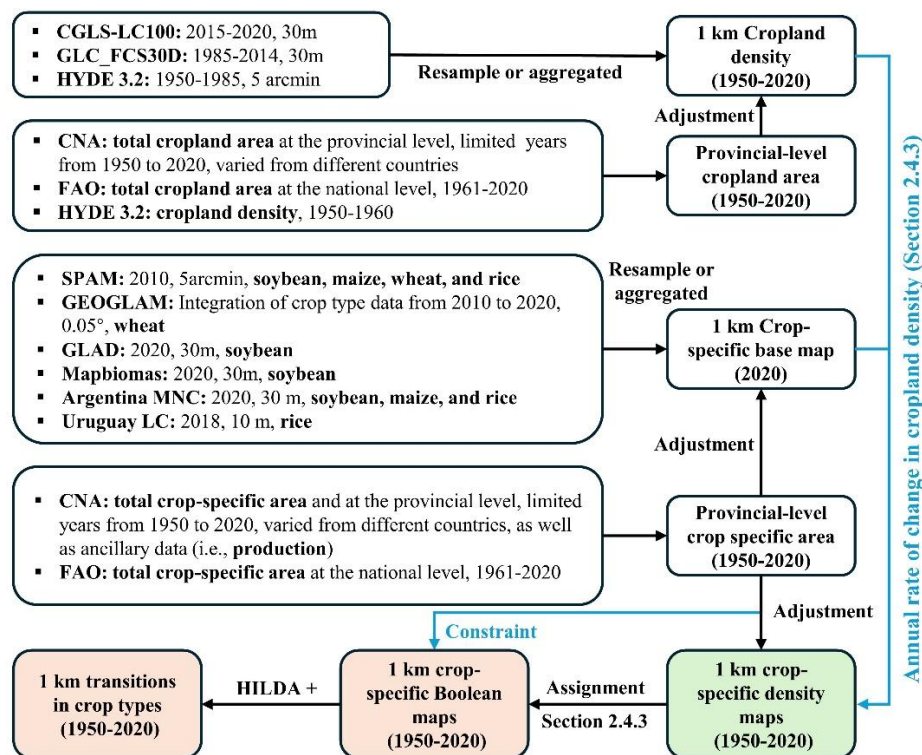 ▪ CGLS-LC100: 2015-2020, 30m
▪ GLC_FCS30D: 1985-2014, 30m
▪ HYDE 3.2: 1950-1985, 5 arcmin
Resample or aggregated
1 km Cropland
density
(1950-2020)
Adjustment
▪ CNA: total cropland area at the provincial level, limited years
from 1950 to 2020, varied from different countries
▪ FAO: total cropland area at the national level, 1961-2020
▪ HYDE 3.2: cropland density, 1950-1960
Provincial-level
cropland area
(1950-2020)
▪ SPAM: 2010, 5arcmin, soybean, maize, wheat, and rice
▪ GEOGLAM: Integration of crop type data from 2010 to 2020,
0.05°, wheat
▪ GLAD: 2020, 30m, soybean
▪ Mapbiomas: 2020, 30m, soybean
▪ Argentina MNC: 2020, 30 m, soybean, maize, and rice
▪ Uruguay LC: 2018, 10 m, rice
Resample or
aggregated
1 km Crop-
specific base map
(2020)
Adjustment
▪ CNA: total crop-specific area and at the provincial level, limited
years from 1950 to 2020, varied from different countries, as well
as ancillary data (i.e., production)
▪ FAO: total crop-specific area at the national level, 1961-2020
Provincial-level
crop specific area
(1950-2020)
Adjustment
Constraint
Annual rate of change in cropland density (Section 2.4.3)
1 km transitions
in crop types
(1950-2020)
HILDA +
1 km crop-
specific Boolean
maps
(1950-2020)
Assignment
Section 2.4.3
1 km crop-
specific density
maps
(1950-2020)